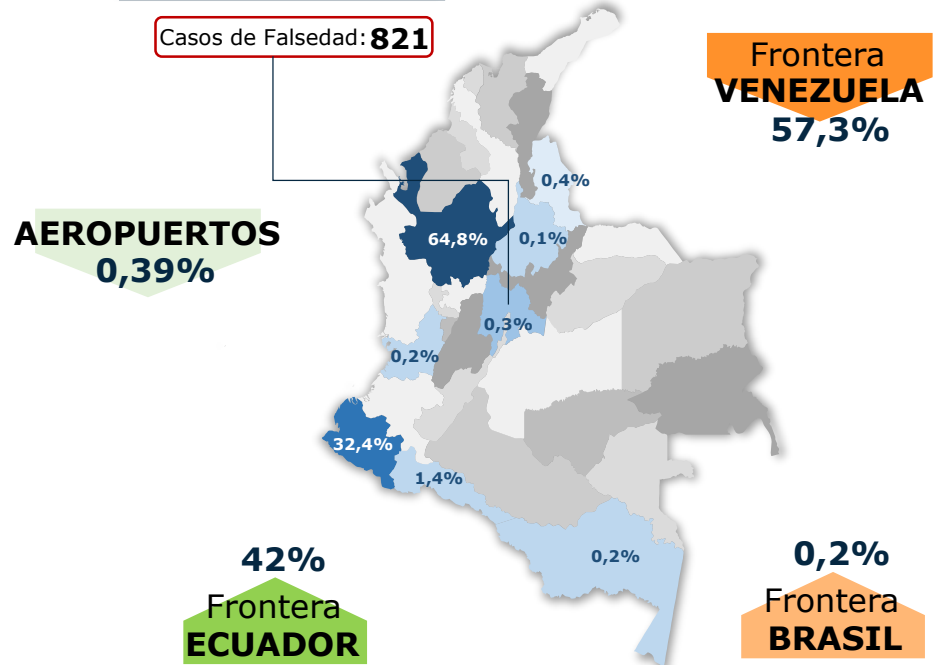 Casos de Falsedad: 821
Frontera
VENEZUELA
57,3%
0,4%
AEROPUERTOS
0,39%
64,8%
0,1%
0,3%
0,2%
32,4%
1,4%
0,2%
42%
Frontera
ECUADOR
0,2%
Frontera
BRASIL